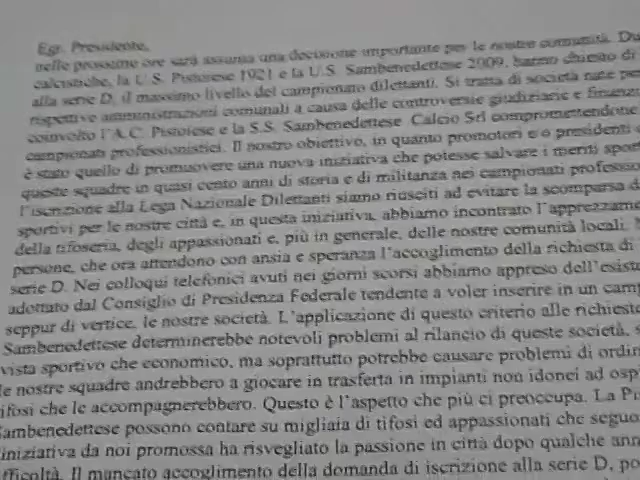 Egr. Presidente,
nelle prossime ore sarà assunta una decisione importante per le nostre comunità. Du
calcistiche, la U.S. Pistoiese 1921 e la U.S. Sambenedettese 2009, hanno chiesto di
alla serie D, il massimo livello del campionato dilettanti. Si tratta di società nate per
rispettive amministrazioni comunali a causa delle controversie giudiziarie e finanz
coinvolto l'A.C. Pistoiese e la S.S. Sambenedettese Calcio Srl compromettendone
campionati professionistici. Il nostro obiettivo, in quanto promotori e o presidenti
è stato quello di promuovere una nuova iniziativa che potesse salvare i meriti spor
queste squadre in quasi cento anni di storia e di militanza nei campionati professio
l'iscrizione alla Lega Nazionale Dilettanti siamo riusciti ad evitare la scomparsa d
sportivi per le nostre città e, in questa iniziativa, abbiamo incontrato l'apprezzame
della tifoseria, degli appassionati e, più in generale, delle nostre comunità locali.
persone, che ora attendono con ansia e speranza l'accoglimento della richiesta di
serie D. Nei colloqui telefonici avuti nei giorni scorsi abbiamo appreso dell'esist
adottato dal Consiglio di Presidenza Federale tendente a voler inserire in un camp
seppur di vertice, le nostre società. L'applicazione di questo criterio alle richieste
Sambenedettese determinerebbe notevoli problemi al rilancio di queste società, s
vista sportivo che economico, ma soprattutto potrebbe causare problemi di ordin
le nostre squadre andrebbero a giocare in trasferta in impianti non idonei ad osp
tifosi che le accompagnerebbero. Questo è l'aspetto che più ci preoccupa. La Pi
Sambenedettese possono contare su migliaia di tifosi ed appassionati che seguo
iniziativa da noi promossa ha risvegliato la passione in città dopo qualche ann
fficoltà. Il mancato accoglimento della domanda di iscrizione alla serie D, po